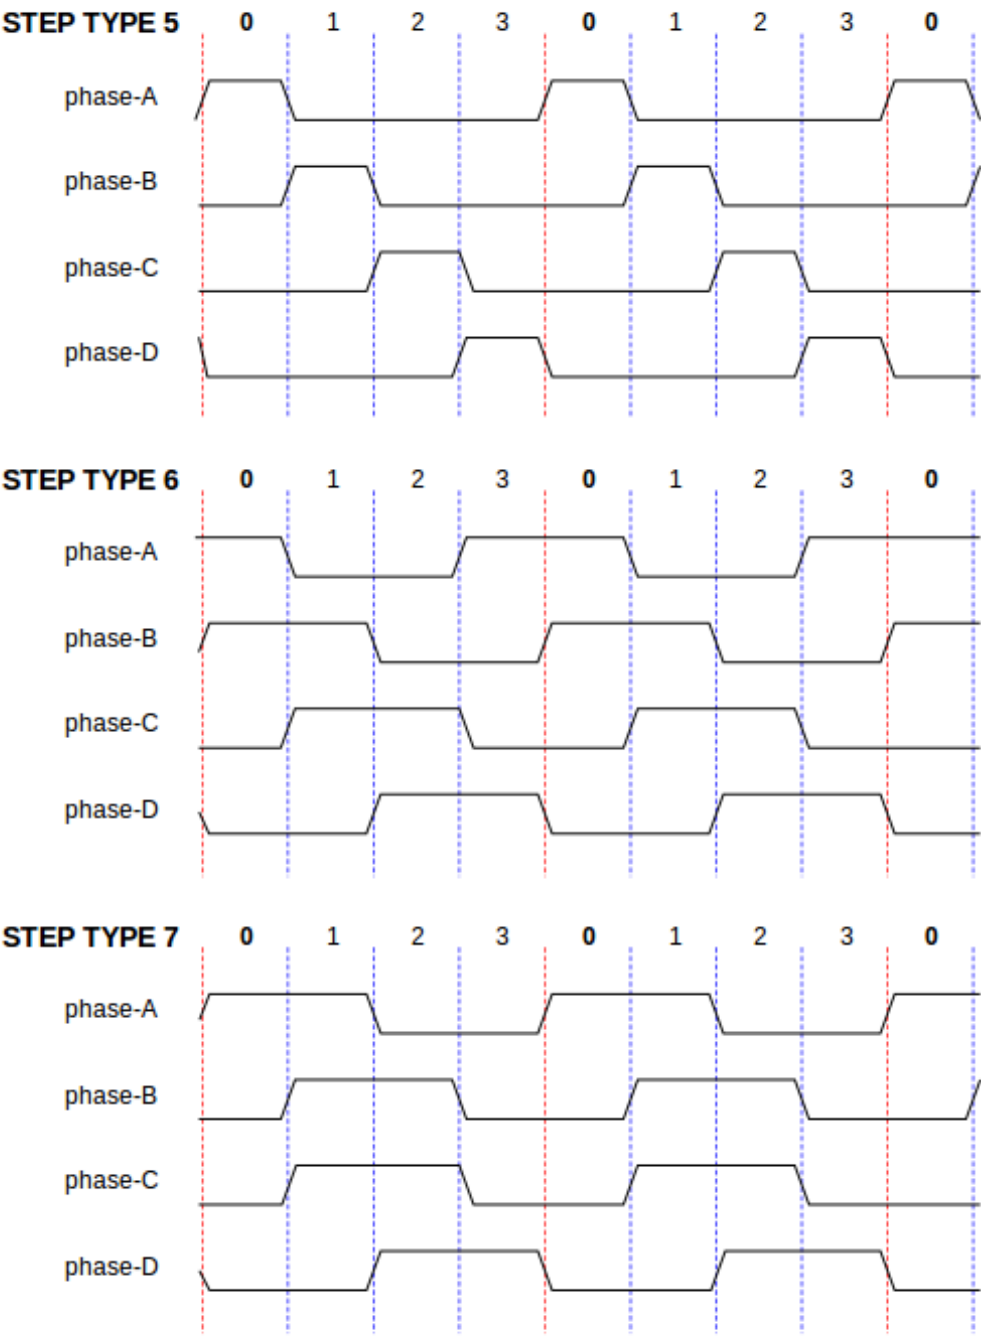 STEP TYPE 5 0 1 2 3 0 1 2 3 0
phase-A
phase-B
phase-C
phase-D
STEP TYPE 6 0 1 2 3 0 1 2 3 0
phase-A
phase-B
phase-C
phase-D
STEP TYPE 7 0 1 2 3 0 1 2 3 0
phase-A
phase-B
phase-C
phase-D